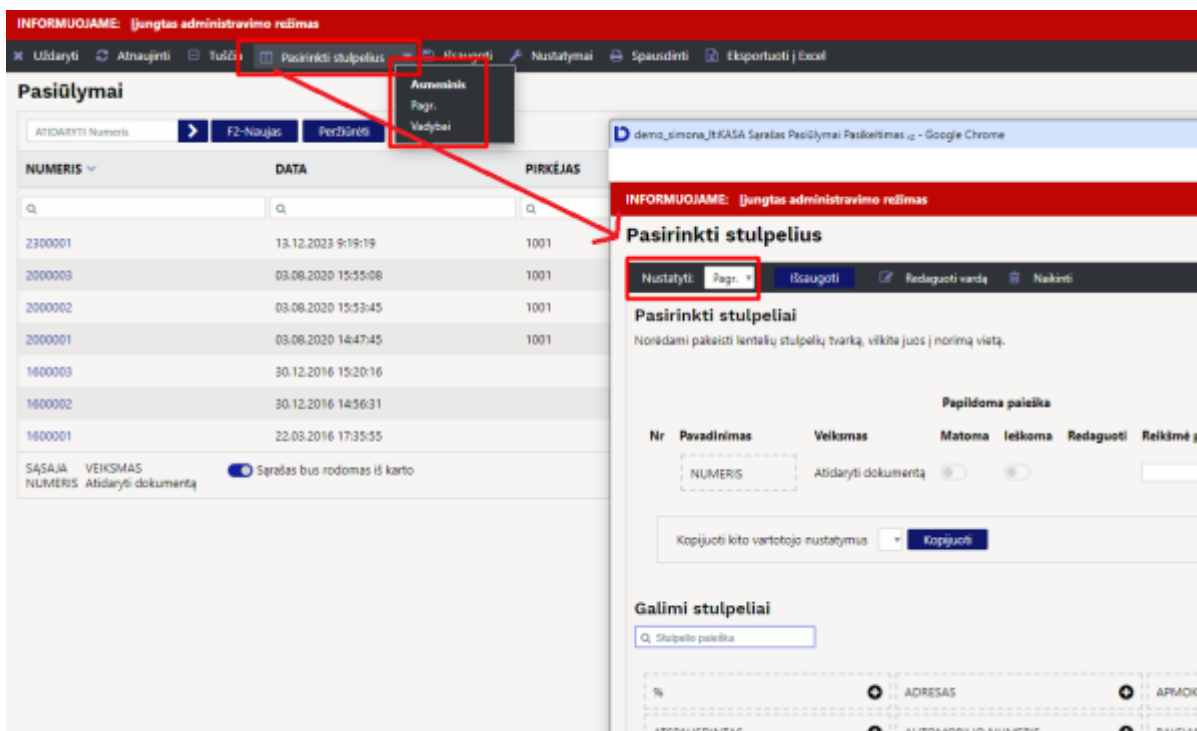 INFORMUOJAME: Įjungtas administravimo režimas
Uždaryti Atnaujinti Pasirinkti stulpelius Išsaugoti Nustatymai Spausdinti Eksportuoti į Excel
Asmeninis
Pagr.
Vadybai
Pasiūlymai
ATIDARYTI Numeris F2-Naujas Peržiūrėti
NUMERIS DATA PIRKĖJAS
2300001 13.12.2023 9:19:19 1001
2000003 03.08.2020 15:55:08 1001
2000002 03.08.2020 15:53:45 1001
2000001 03.08.2020 14:47:45 1001
1600003 30.12.2016 15:20:16
1600002 30.12.2016 14:56:31
1600001 22.03.2016 17:35:55
SĄSAJA VEIKSMAS
NUMERIS Atidaryti dokumentą
Sąrašas bus rodomas iš karto
demo_simona_lt:KASA Sąrašas Pasiūlymai Pasikeitimas - Google Chrome
INFORMUOJAME: Įjungtas administravimo režimas
Pasirinkti stulpelius
Nustatyti: Pagr. Išsaugoti Redaguoti vardą Naikinti
Pasirinkti stulpeliai
Norėdami pakeisti lentelių stulpelių tvarką, vilkite juos į norimą vietą.
Papildoma paieška
Nr Pavadinimas Veiksmas Matoma Ieškoma Redaguoti Reikšmė
NUMERIS Atidaryti dokumentą
Kopijuoti kito vartotojo nustatymus Kopijuoti
Galimi stulpeliai
Stulpelio paieška
% ADRESAS APMOK